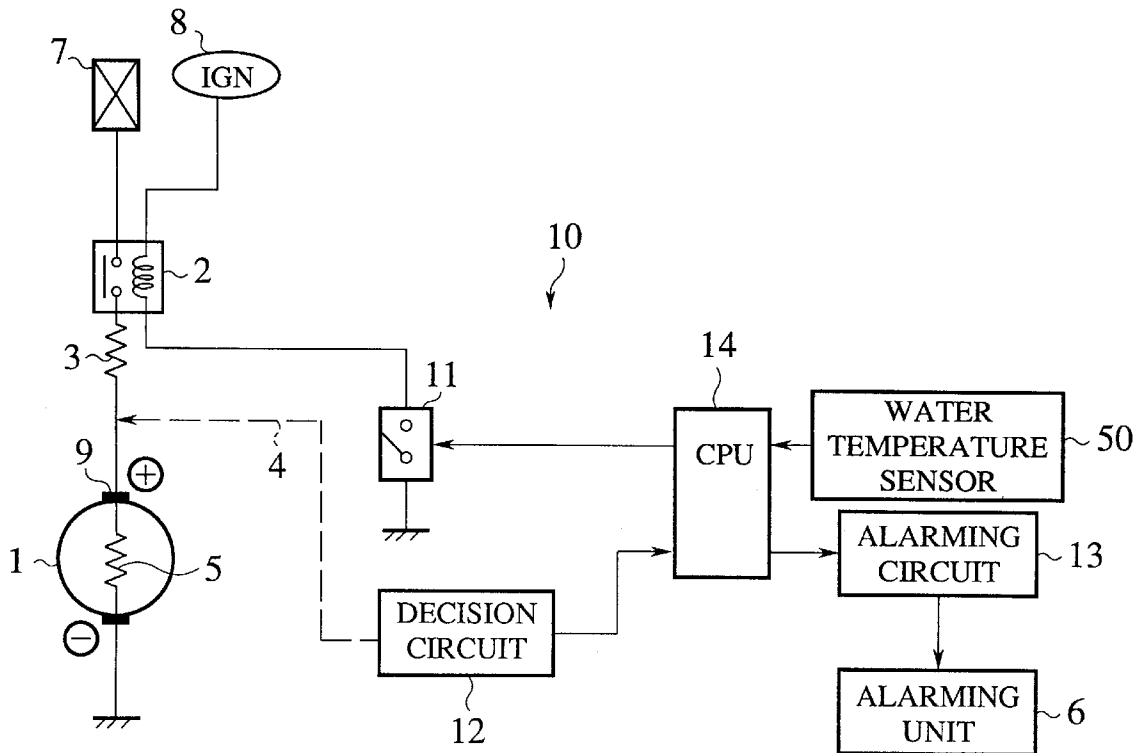 8
7
IGN
2
10
3
14
11
WATER
TEMPERATURE
SENSOR
50
CPU
4
9
+
1
5
ALARMING
CIRCUIT
13
DECISION
CIRCUIT
−
12
ALARMING
UNIT
6